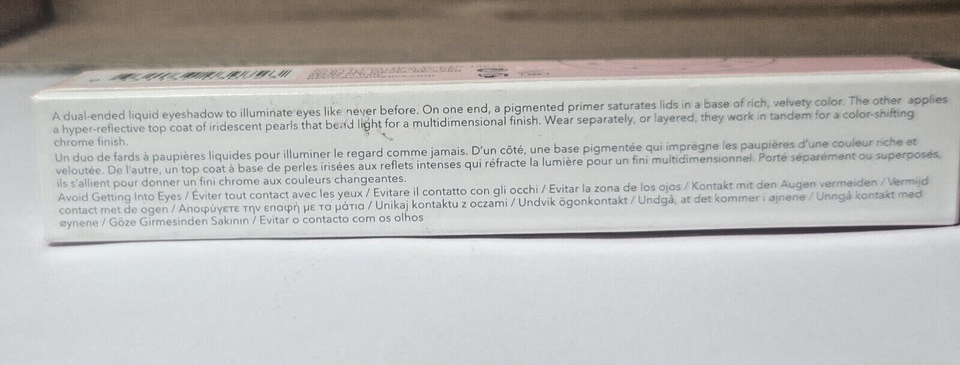 A dual-ended liquid eyeshadow to illuminate eyes like never before. On one end, a pigmented primer saturates lids in a base of rich, velvety color. The other applies
a hyper-reflective top coat of iridescent pearls that bend light for a multidimensional finish. Wear separately, or layered, they work in tandem for a color-shifting
chrome finish.
Un duo de fards à paupières liquides pour illuminer le regard comme jamais. D'un côté, une base pigmentée qui imprègne les paupières d'une couleur riche et
veloutée. De l'autre, un top coat à base de perles irisées aux reflets intenses qui réfracte la lumière pour un fini multidimensionnel. Porté séparément ou superposés,
ils s'allient pour donner un fini chrome aux couleurs changeantes.
Avoid Getting Into Eyes / Éviter tout contact avec les yeux / Evitare il contatto con gli occhi / Evitar la zona de los ojos / Kontakt mit den Augen vermeiden / Vermijd
contact met de ogen / Αποφύγετε την επαφή με τα μάτια / Unikaj kontaktu z oczami / Undvik ögonkontakt / Undgå, at det kommer i øjnene / Unngå kontakt med
øynene / Göze Girmesinden Sakının / Evitar o contacto com os olhos